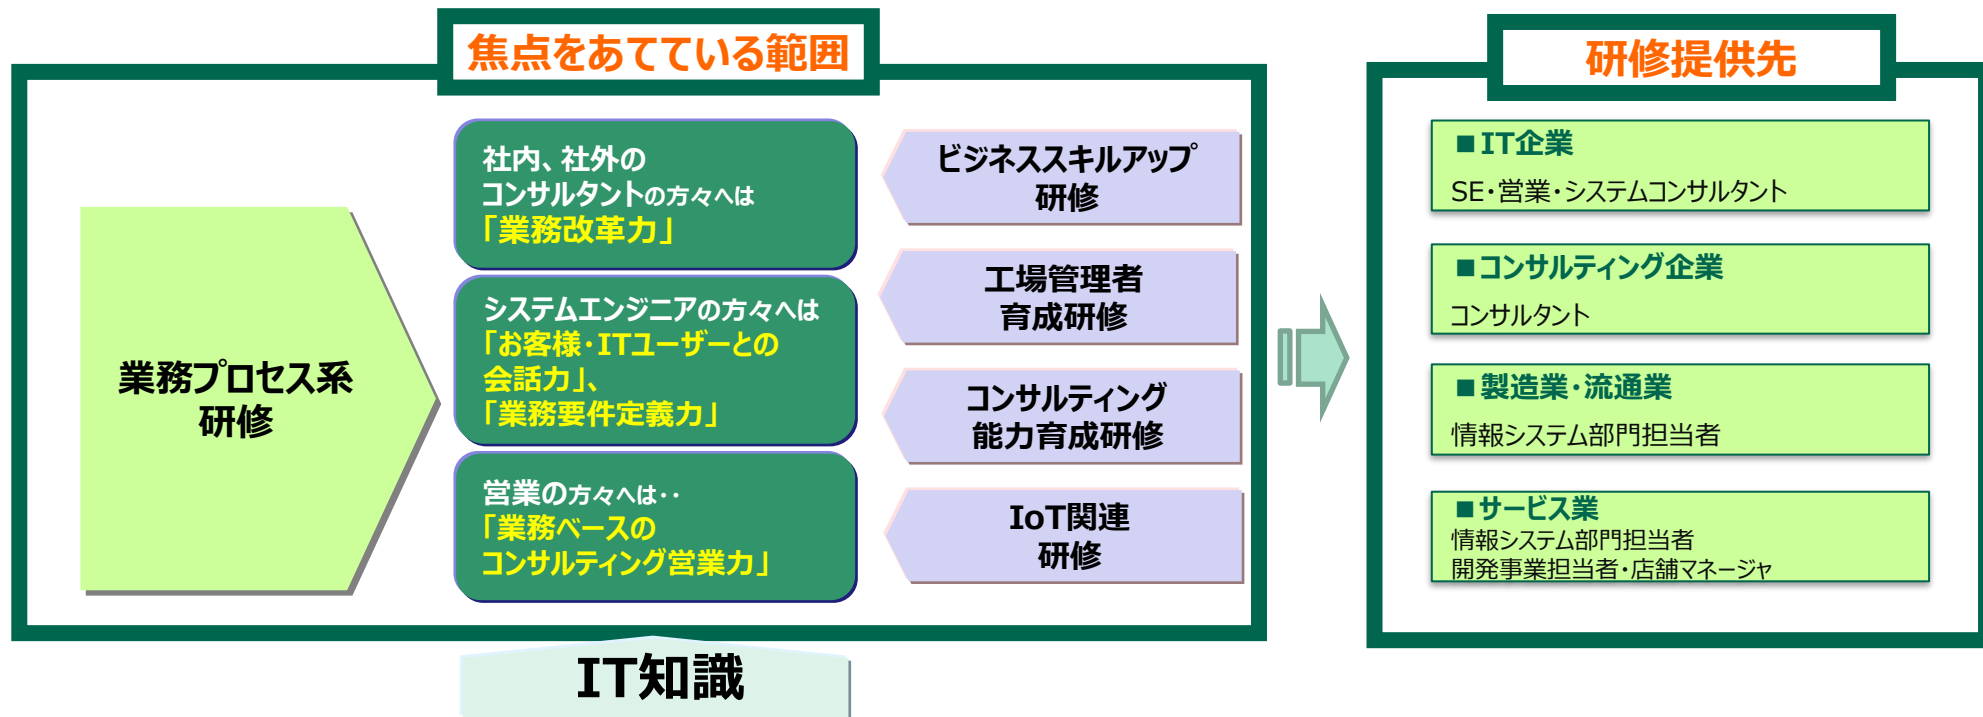 焦点をあてている範囲
業務プロセス系
研修
社内、社外の
コンサルタントの方々へは
「業務改革力」
システムエンジニアの方々へは
「お客様・ITユーザーとの
会話力」、
「業務要件定義力」
営業の方々へは・・
「業務ベースの
コンサルティング営業力」
ビジネススキルアップ
研修
工場管理者
育成研修
コンサルティング
能力育成研修
IoT関連
研修
IT知識
研修提供先
■IT企業
SE・営業・システムコンサルタント
■コンサルティング企業
コンサルタント
■製造業・流通業
情報システム部門担当者
■サービス業
情報システム部門担当者
開発事業担当者・店舗マネージャ